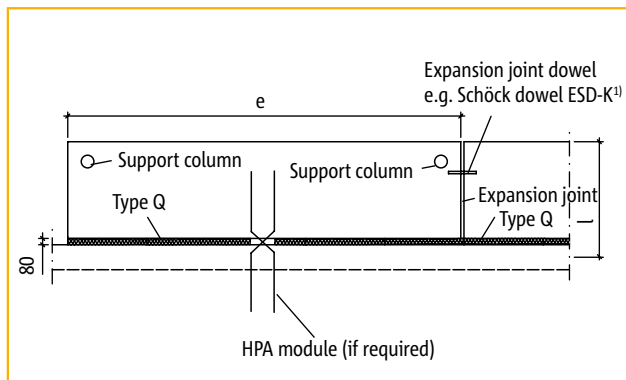 Expansion joint dowel
e.g. Schöck dowel ESD-K¹⁾
e
Support column
Support column
Type Q
Expansion joint
Type Q
l
80
HPA module (if required)